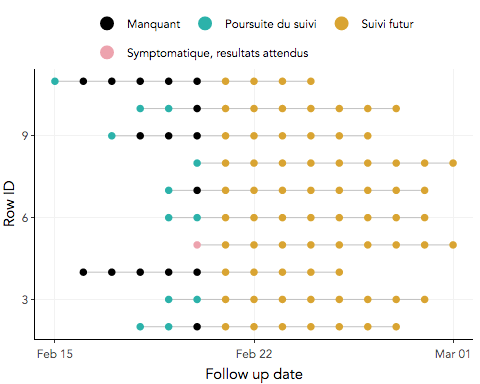 Manquant Poursuite du suivi Suivi futur
Symptomatique, resultats attendus
Row ID
9
6
3
Feb 15 Feb 22 Mar 01
Follow up date